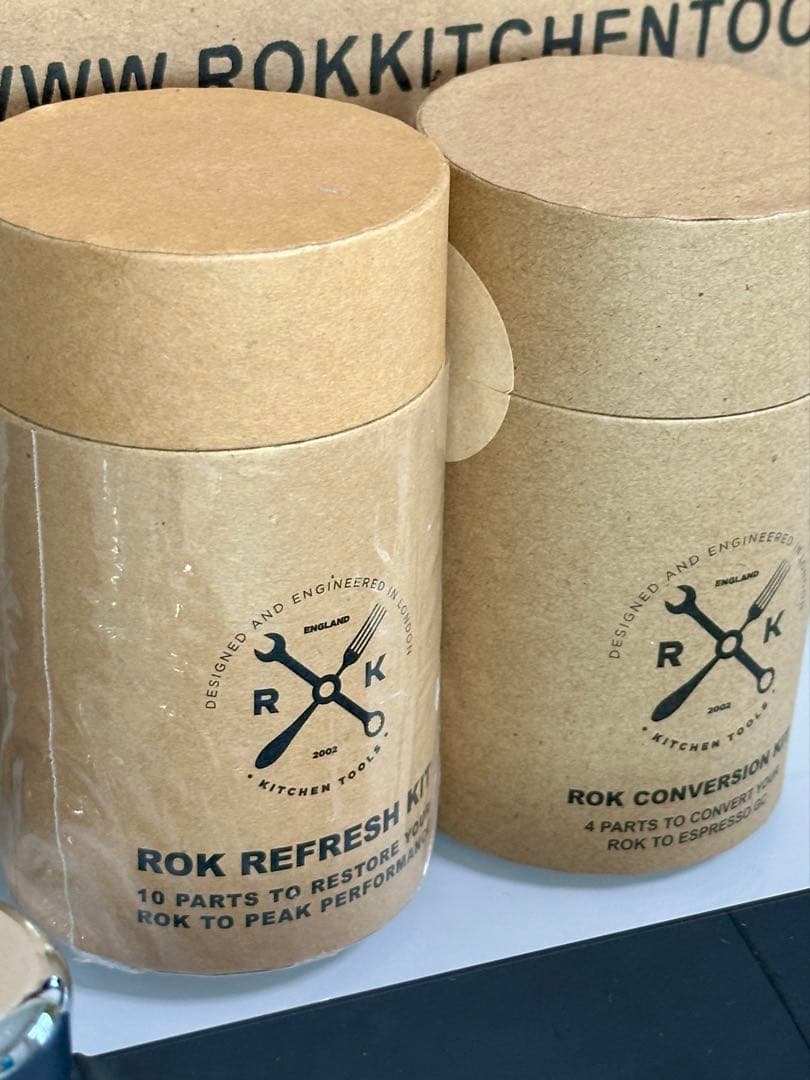 WWW.ROKKITCHENTOO
DESIGNED AND ENGINEERED IN LONDON
ENGLAND
R K
2002
• KITCHEN TOOLS •
ROK REFRESH KIT
10 PARTS TO RESTORE YOUR
ROK TO PEAK PERFORMANCE
DESIGNED AND ENGINEERED IN
ENGLAND
R K
2002
• KITCHEN TOOLS •
ROK CONVERSION KIT
4 PARTS TO CONVERT YOUR
ROK TO ESPRESSO GC